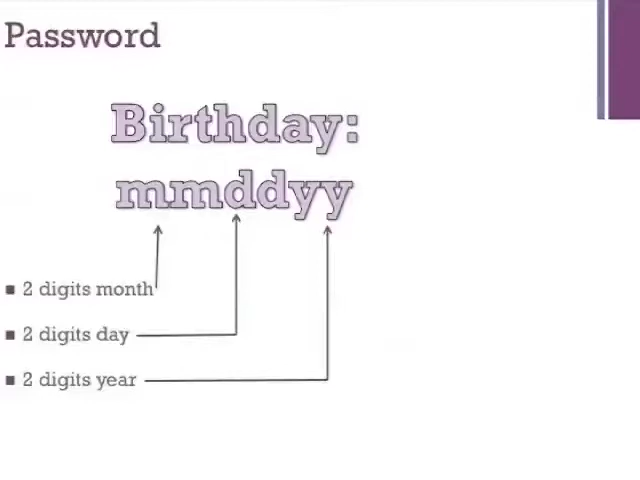 Password
Birthday:
mmddyy
2 digits month
2 digits day
2 digits year